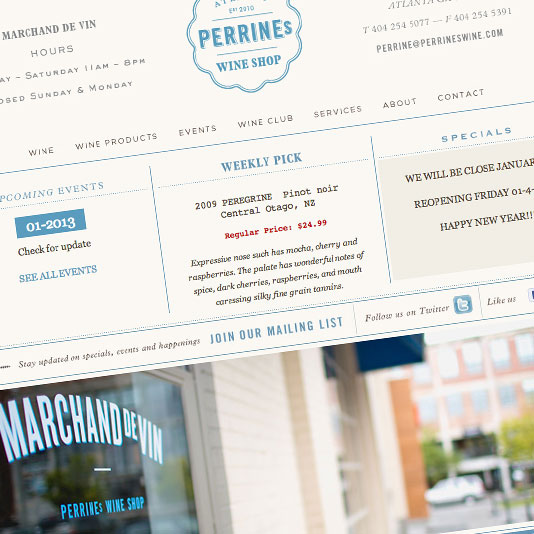 MARCHAND DE VIN
HOURS
AY – SATURDAY 11AM – 8PM
OSED SUNDAY & MONDAY
EST 2010
PERRINEs
WINE SHOP
ATLANTA GA
T 404 254 5077 — F 404 254 5391
PERRINE@PERRINESWINE.COM
WINE WINE PRODUCTS EVENTS WINE CLUB SERVICES ABOUT CONTACT
PCOMING EVENTS
01-2013
Check for update
SEE ALL EVENTS
WEEKLY PICK
2009 PEREGRINE Pinot noir
Central Otago, NZ
Regular Price: $24.99
Expressive nose such has mocha, cherry and
raspberries. The palate has wonderful notes of
spice, dark cherries, raspberries, and mouth
caressing silky fine grain tannins.
SPECIALS
WE WILL BE CLOSE JANUAR
REOPENING FRIDAY 01-4-
HAPPY NEW YEAR!!
Stay updated on specials, events and happenings JOIN OUR MAILING LIST Follow us on Twitter Like us
MARCHAND DE VIN
PERRINEs WINE SHOP